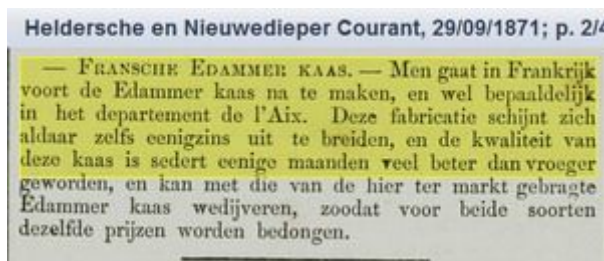 Heldersche en Nieuwedieper Courant, 29/09/1871; p. 2/4
— FRANSCHE EDAMMER KAAS. — Men gaat in Frankrijk
voort de Edammer kaas na te maken, en wel bepaaldelijk
in het departement de l'Aix. Deze fabricatie schijnt zich
aldaar zelfs eenigzins uit te breiden, en de kwaliteit van
deze kaas is sedert eenige maanden veel beter dan vroeger
geworden, en kan met die van de hier ter markt gebragte
Edammer kaas wedijveren, zoodat voor beide soorten
dezelfde prijzen worden bedongen.